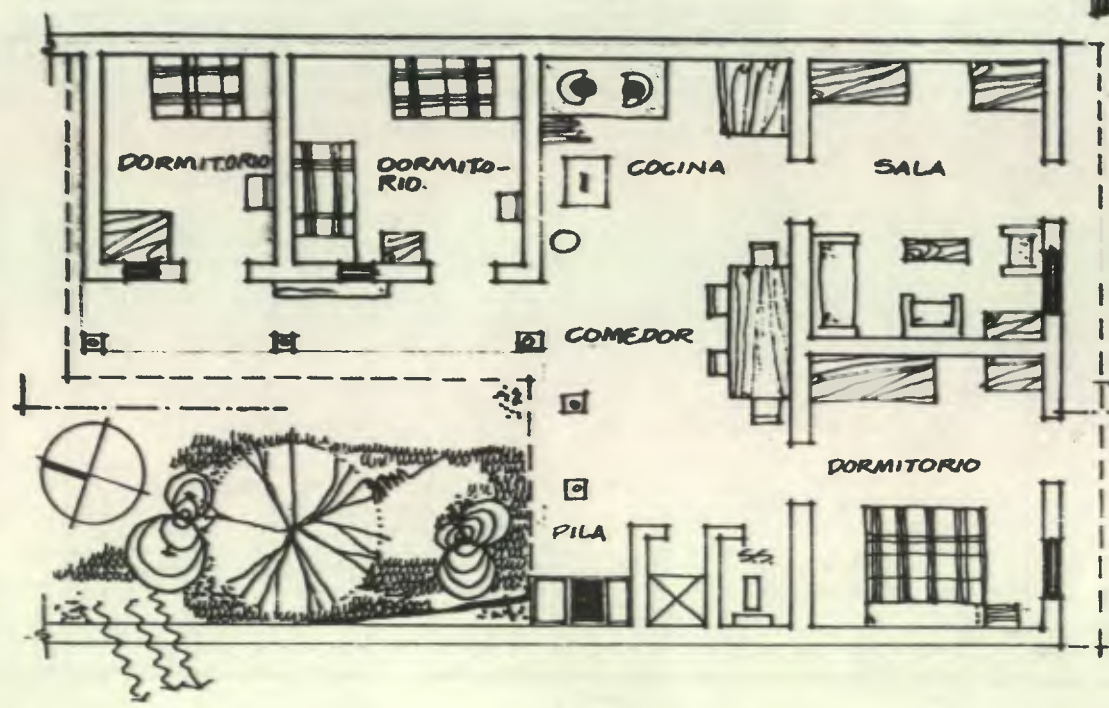 DORMITORIO
DORMITO-
RIO.
COCINA
SALA
COMEDOR
DORMITORIO
PILA
S.S.